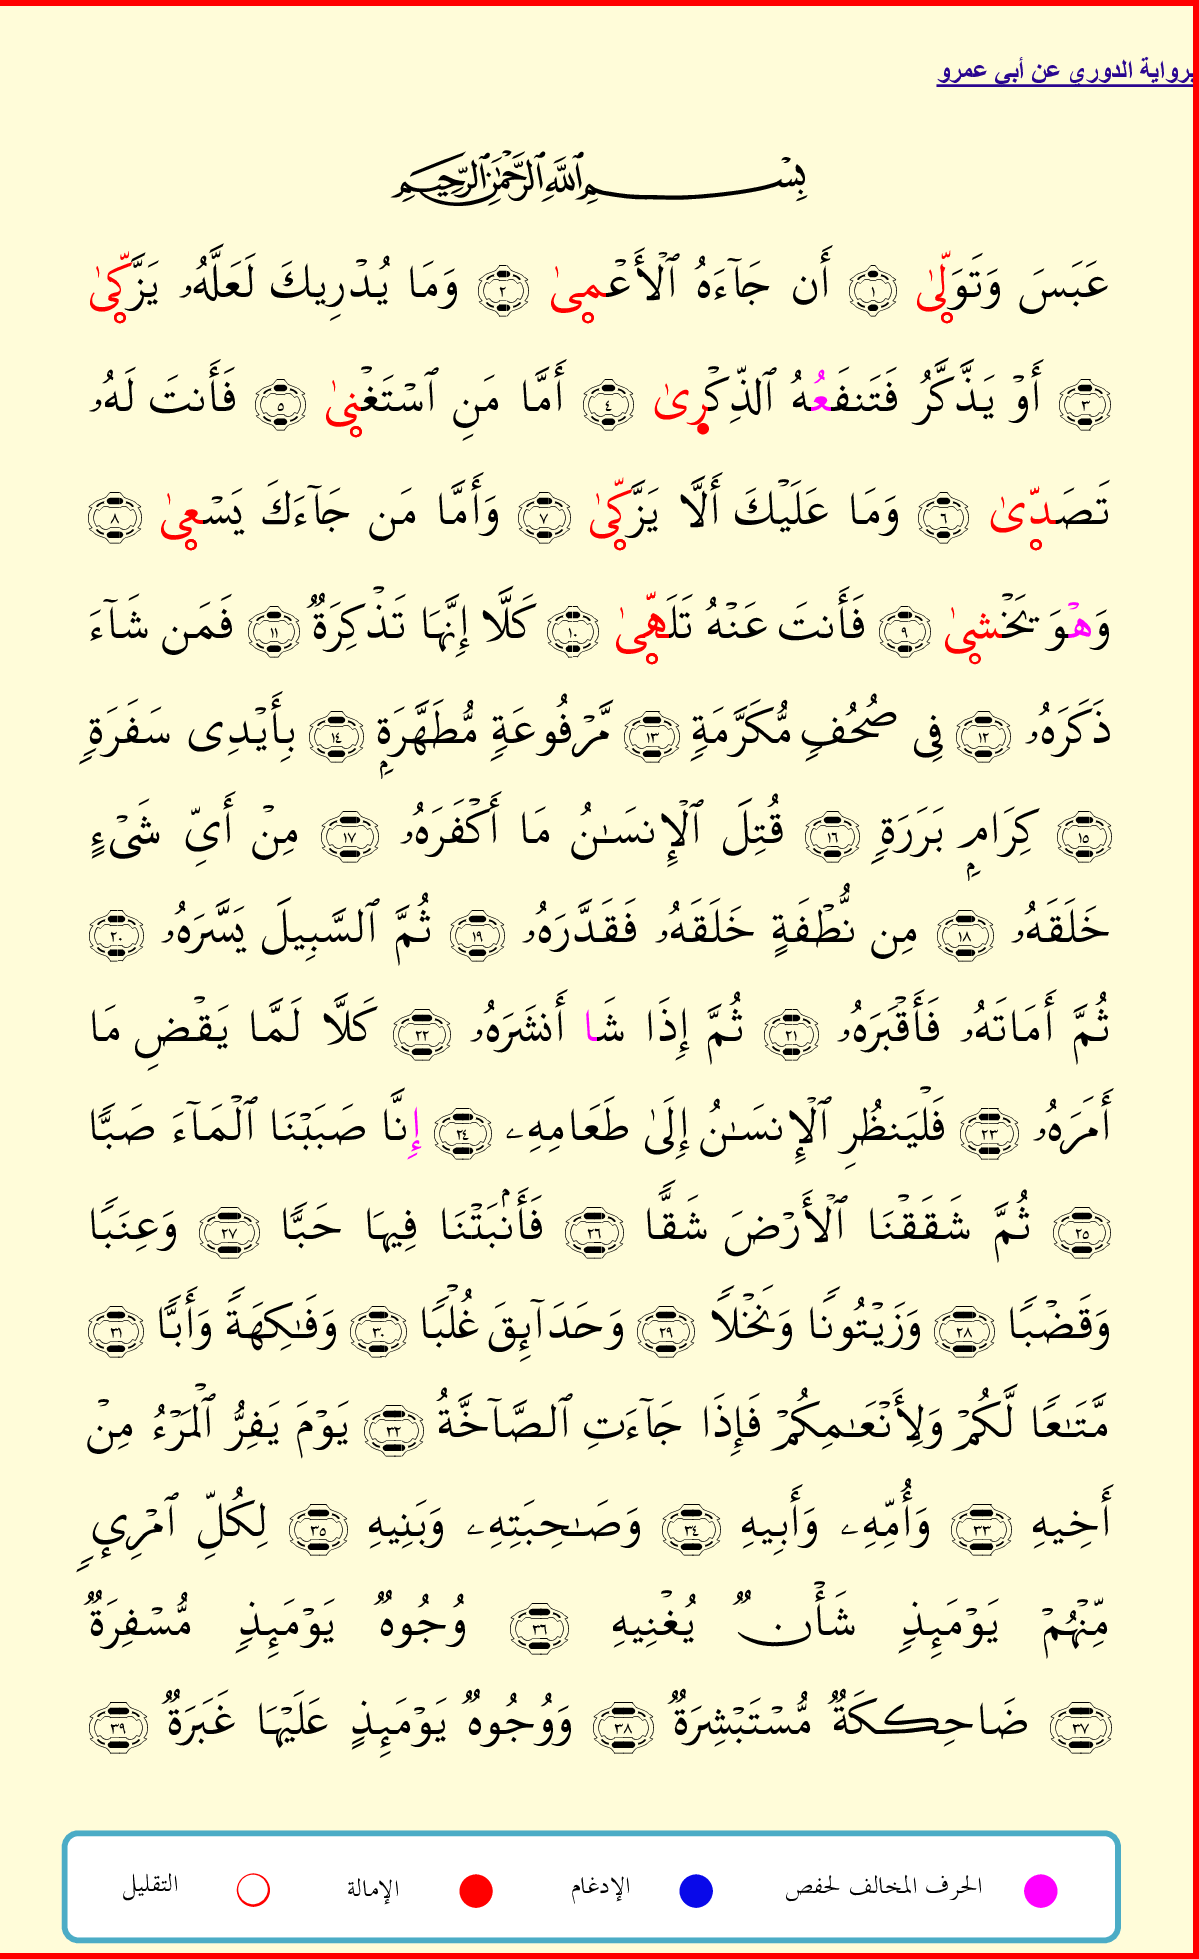 برواية الدوري عن أبي عمرو
بِسْمِ ٱللَّهِ ٱلرَّحْمَٰنِ ٱلرَّحِيمِ
عَبَسَ وَتَوَلّ۪ىٰ ١ أَن جَآءَهُ ٱلْأَعْم۪ىٰ ٢ وَمَا يُدْرِيكَ لَعَلَّهُۥ يَزَّكّ۪ىٰ
٣ أَوْ يَذَّكَّرُ فَتَنفَعُهُ ٱلذِّكْر۪ىٰ ٤ أَمَّا مَنِ ٱسْتَغْن۪ىٰ ٥ فَأَنتَ لَهُۥ
تَصَدّ۪ىٰ ٦ وَمَا عَلَيْكَ أَلَّا يَزَّكّ۪ىٰ ٧ وَأَمَّا مَن جَآءَكَ يَسْع۪ىٰ ٨
وَهْوَ يَخْش۪ىٰ ٩ فَأَنتَ عَنْهُ تَلَهّ۪ىٰ ١٠ كَلَّا إِنَّهَا تَذْكِرَةٌ ١١ فَمَن شَآءَ
ذَكَرَهُۥ ١٢ فِى صُحُفٍ مُّكَرَّمَةٍ ١٣ مَّرْفُوعَةٍ مُّطَهَّرَةِۭ ١٤ بِأَيْدِى سَفَرَةٍ
١٥ كِرَامِۭ بَرَرَةٍ ١٦ قُتِلَ ٱلْإِنسَـٰنُ مَا أَكْفَرَهُۥ ١٧ مِنْ أَىِّ شَىْءٍ
خَلَقَهُۥ ١٨ مِن نُّطْفَةٍ خَلَقَهُۥ فَقَدَّرَهُۥ ١٩ ثُمَّ ٱلسَّبِيلَ يَسَّرَهُۥ ٢٠
ثُمَّ أَمَاتَهُۥ فَأَقْبَرَهُۥ ٢١ ثُمَّ إِذَا شَا أَنشَرَهُۥ ٢٢ كَلَّا لَمَّا يَقْضِ مَا
أَمَرَهُۥ ٢٣ فَلْيَنظُرِ ٱلْإِنسَـٰنُ إِلَىٰ طَعَامِهِۦ ٢٤ إِنَّا صَبَبْنَا ٱلْمَآءَ صَبًّا
٢٥ ثُمَّ شَقَقْنَا ٱلْأَرْضَ شَقًّا ٢٦ فَأَنۢبَتْنَا فِيهَا حَبًّا ٢٧ وَعِنَبًا
وَقَضْبًا ٢٨ وَزَيْتُونًا وَنَخْلًا ٢٩ وَحَدَآئِقَ غُلْبًا ٣٠ وَفَـٰكِهَةً وَأَبًّا ٣١
مَّتَـٰعًا لَّكُمْ وَلِأَنْعَـٰمِكُمْ فَإِذَا جَآءَتِ ٱلصَّآخَّةُ ٣٢ يَوْمَ يَفِرُّ ٱلْمَرْءُ مِنْ
أَخِيهِ ٣٣ وَأُمِّهِۦ وَأَبِيهِ ٣٤ وَصَـٰحِبَتِهِۦ وَبَنِيهِ ٣٥ لِكُلِّ ٱمْرِئٍ
مِّنْهُمْ يَوْمَئِذٍ شَأْنٌ يُغْنِيهِ ٣٦ وُجُوهٌ يَوْمَئِذٍ مُّسْفِرَةٌ
٣٧ ضَاحِكَةٌ مُّسْتَبْشِرَةٌ ٣٨ وَوُجُوهٌ يَوْمَئِذٍ عَلَيْهَا غَبَرَةٌ ٣٩
الحرف المخالف لحفص الإدغام الإمالة التقليل